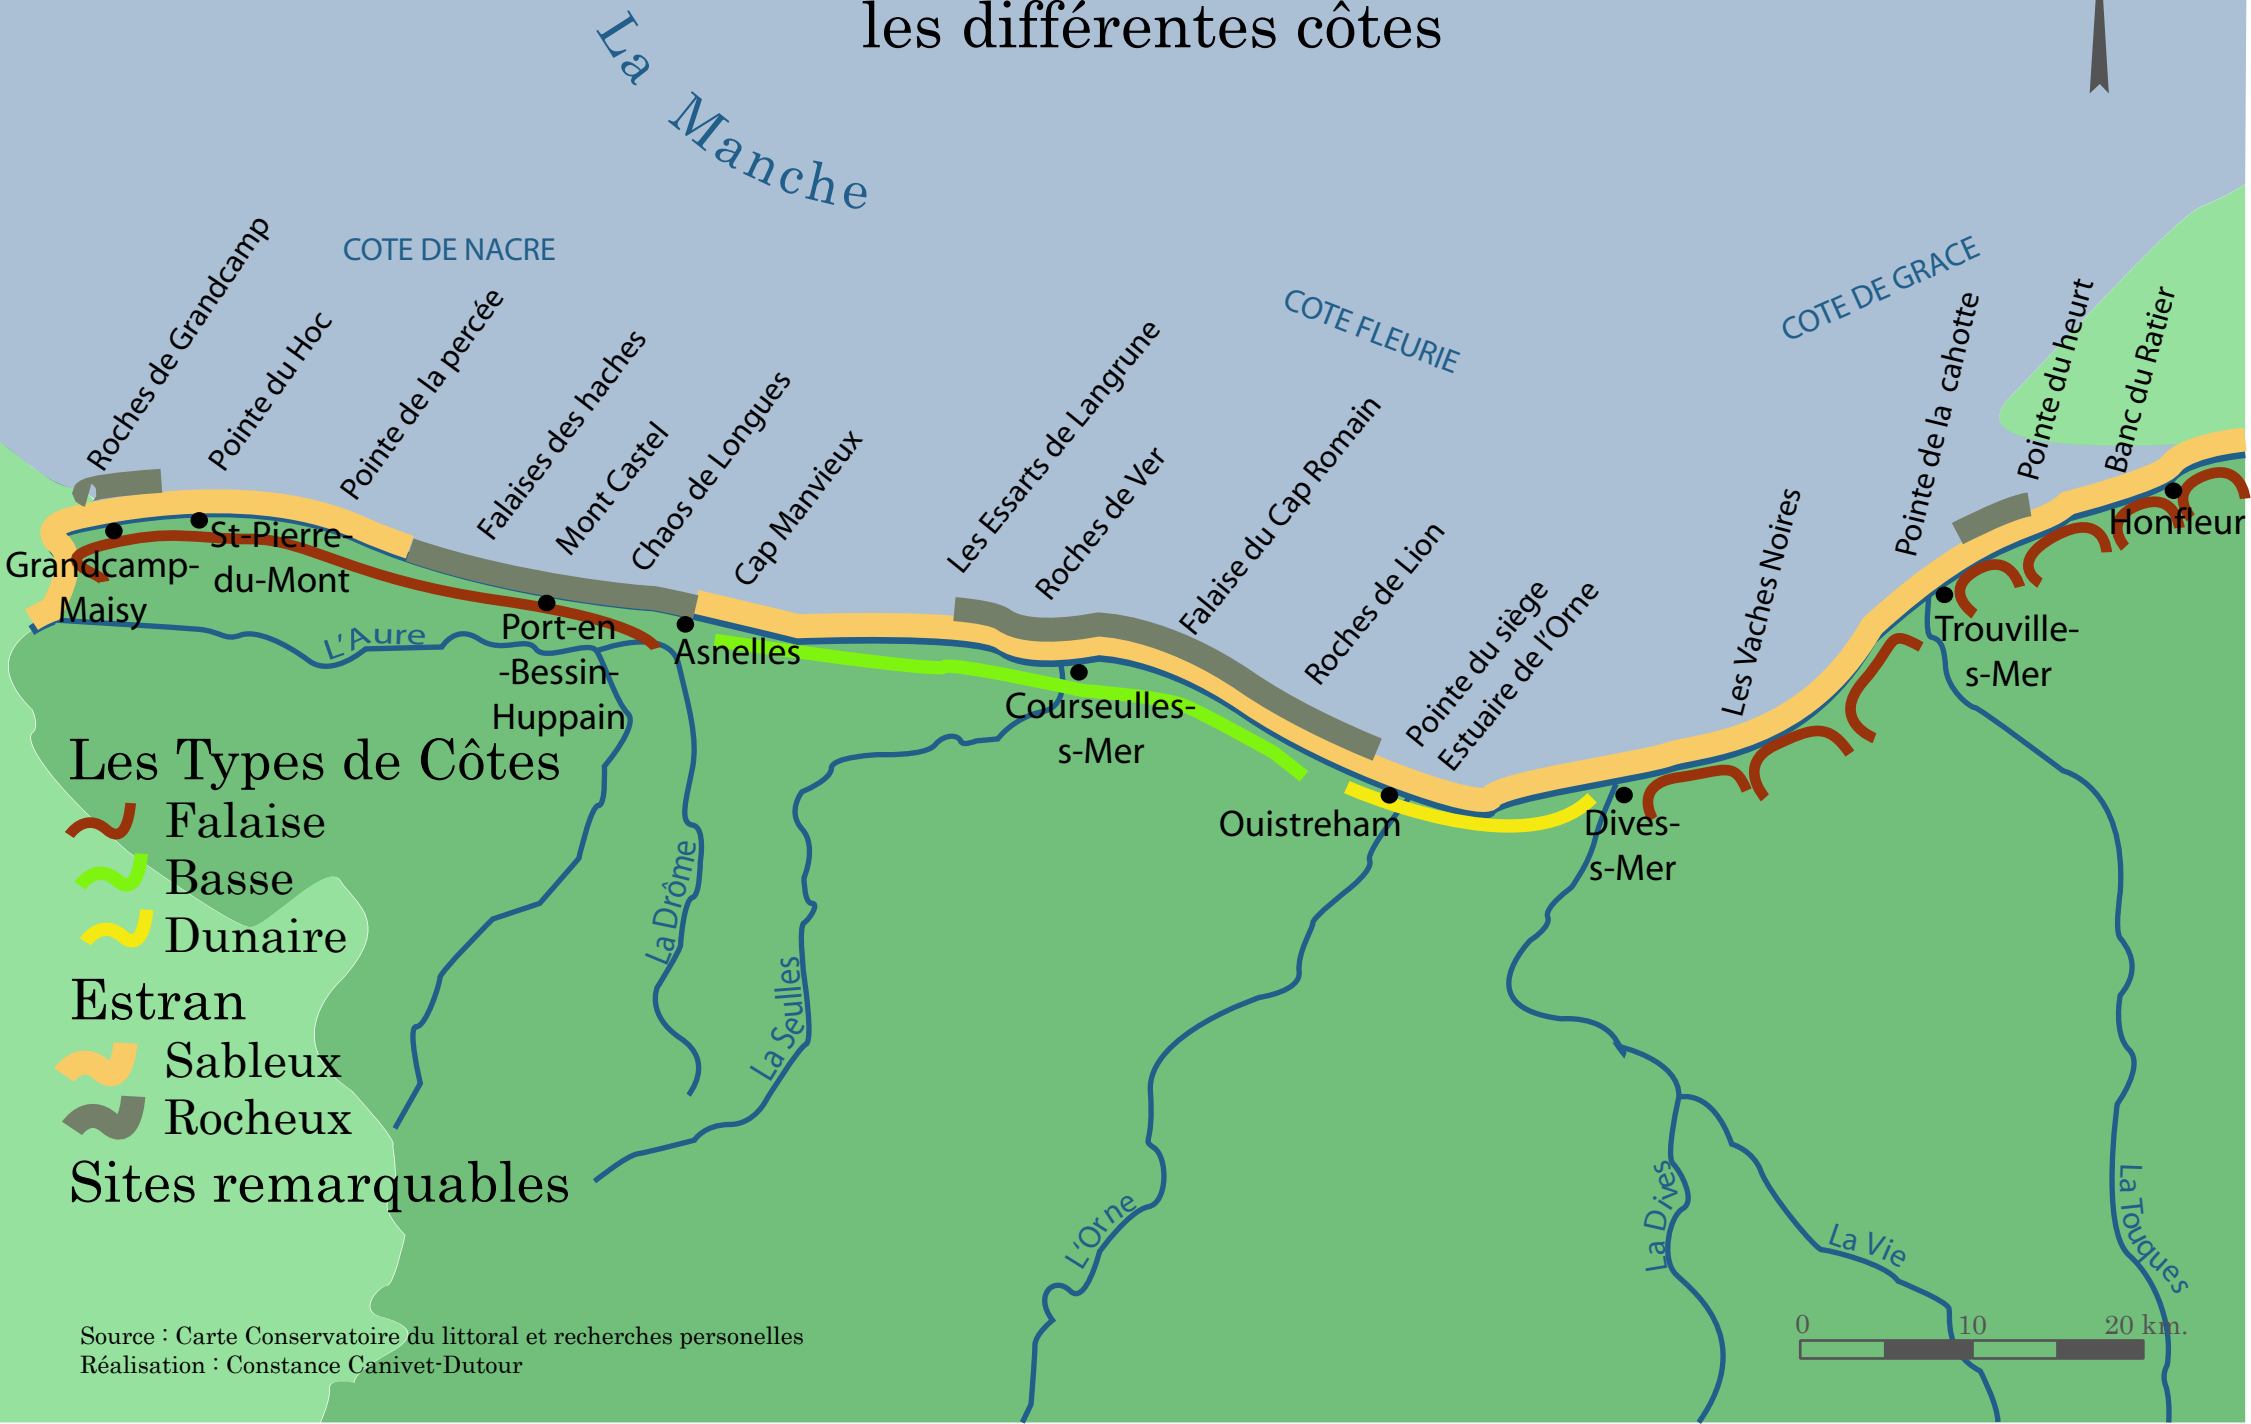 les différentes côtes
La Manche
COTE DE NACRE
COTE FLEURIE
COTE DE GRACE
Roches de Grandcamp
Pointe du Hoc
Pointe de la percée
Falaises des haches
Mont Castel
Chaos de Longues
Cap Manvieux
Les Essarts de Langrune
Roches de Ver
Falaise du Cap Romain
Roches de Lion
Pointe du siège
Estuaire de l'Orne
Les Vaches Noires
Pointe de la cahotte
Pointe du heurt
Banc du Ratier
Grandcamp-
Maisy
St-Pierre-
du-Mont
Port-en
-Bessin-
Huppain
Asnelles
Courseulles-
s-Mer
Ouistreham
Dives-
s-Mer
Trouville-
s-Mer
Honfleur
L'Aure
La Drôme
La Seulles
L'Orne
La Dives
La Vie
La Touques
Les Types de Côtes
Falaise
Basse
Dunaire
Estran
Sableux
Rocheux
Sites remarquables
Source : Carte Conservatoire du littoral et recherches personelles
Réalisation : Constance Canivet-Dutour
0 10 20 km.